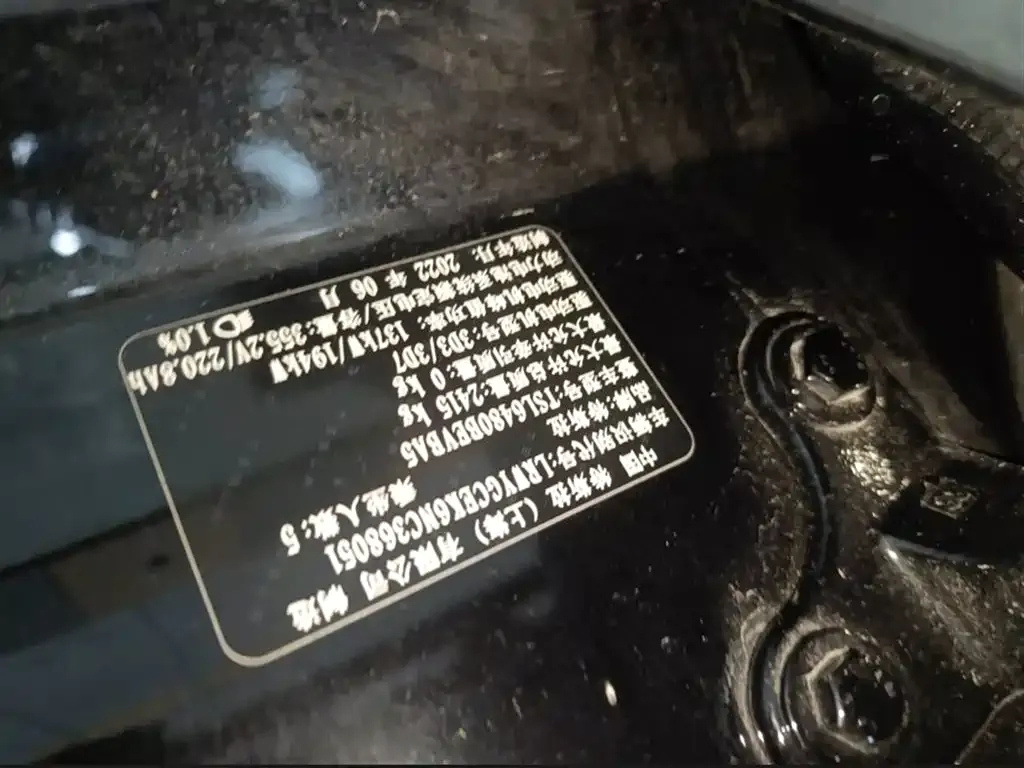 中国 特斯拉 (上海) 有限公司 制造
车辆识别代号:LRWYGCEK6NC368051
品牌:特斯拉 乘坐人数:5
整车型号:TSL6480BEVBA5
最大允许总质量:2415 kg
最大允许牵引质量:0 kg
驱动电机型号:3D3/3D7
驱动电机峰值功率: 137kW/194kW
动力电池系统额定电压/容量:355.2V/220.8Ah
制造年月: 2022 年 06 月 1.0%